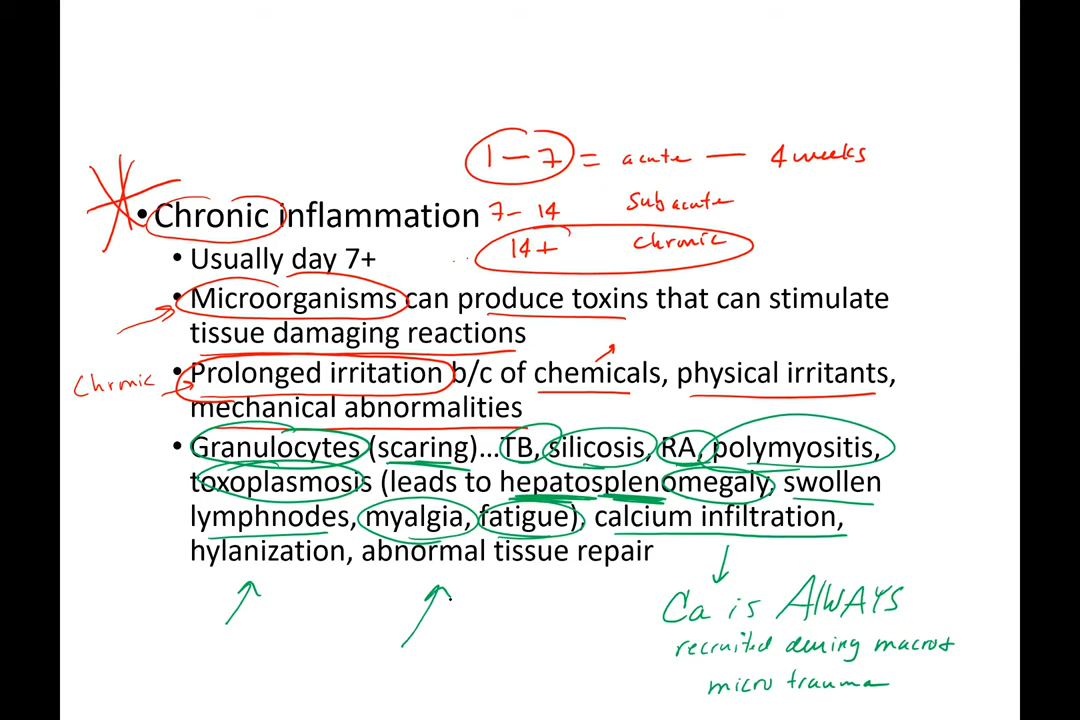 1 – 7 = acute — 4 weeks
7 – 14 Subacute
• Chronic inflammation
14+ chronic
• Usually day 7+
• Microorganisms can produce toxins that can stimulate
tissue damaging reactions
Chronic
• Prolonged irritation b/c of chemicals, physical irritants,
mechanical abnormalities
• Granulocytes (scaring)…TB, silicosis, RA, polymyositis,
toxoplasmosis (leads to hepatosplenomegaly, swollen
lymphnodes, myalgia, fatigue), calcium infiltration,
hylanization, abnormal tissue repair
Ca is ALWAYS
recruited during macro +
micro trauma